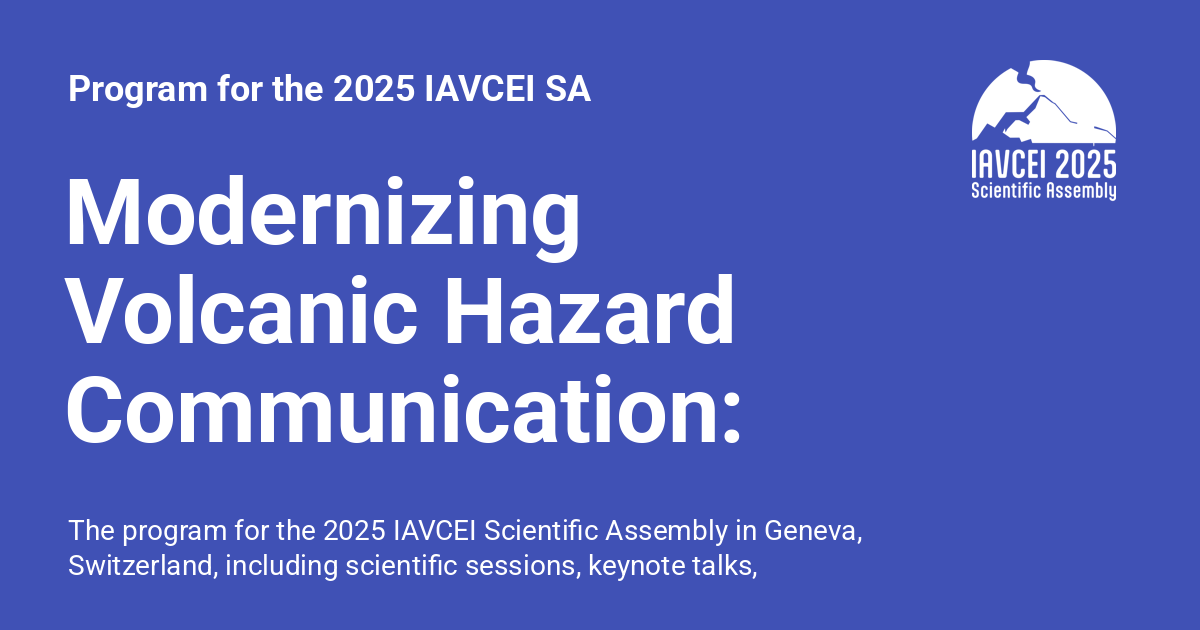 Program for the 2025 IAVCEI SA
IAVCEI 2025
Scientific Assembly
Modernizing
Volcanic Hazard
Communication:
The program for the 2025 IAVCEI Scientific Assembly in Geneva,
Switzerland, including scientific sessions, keynote talks,